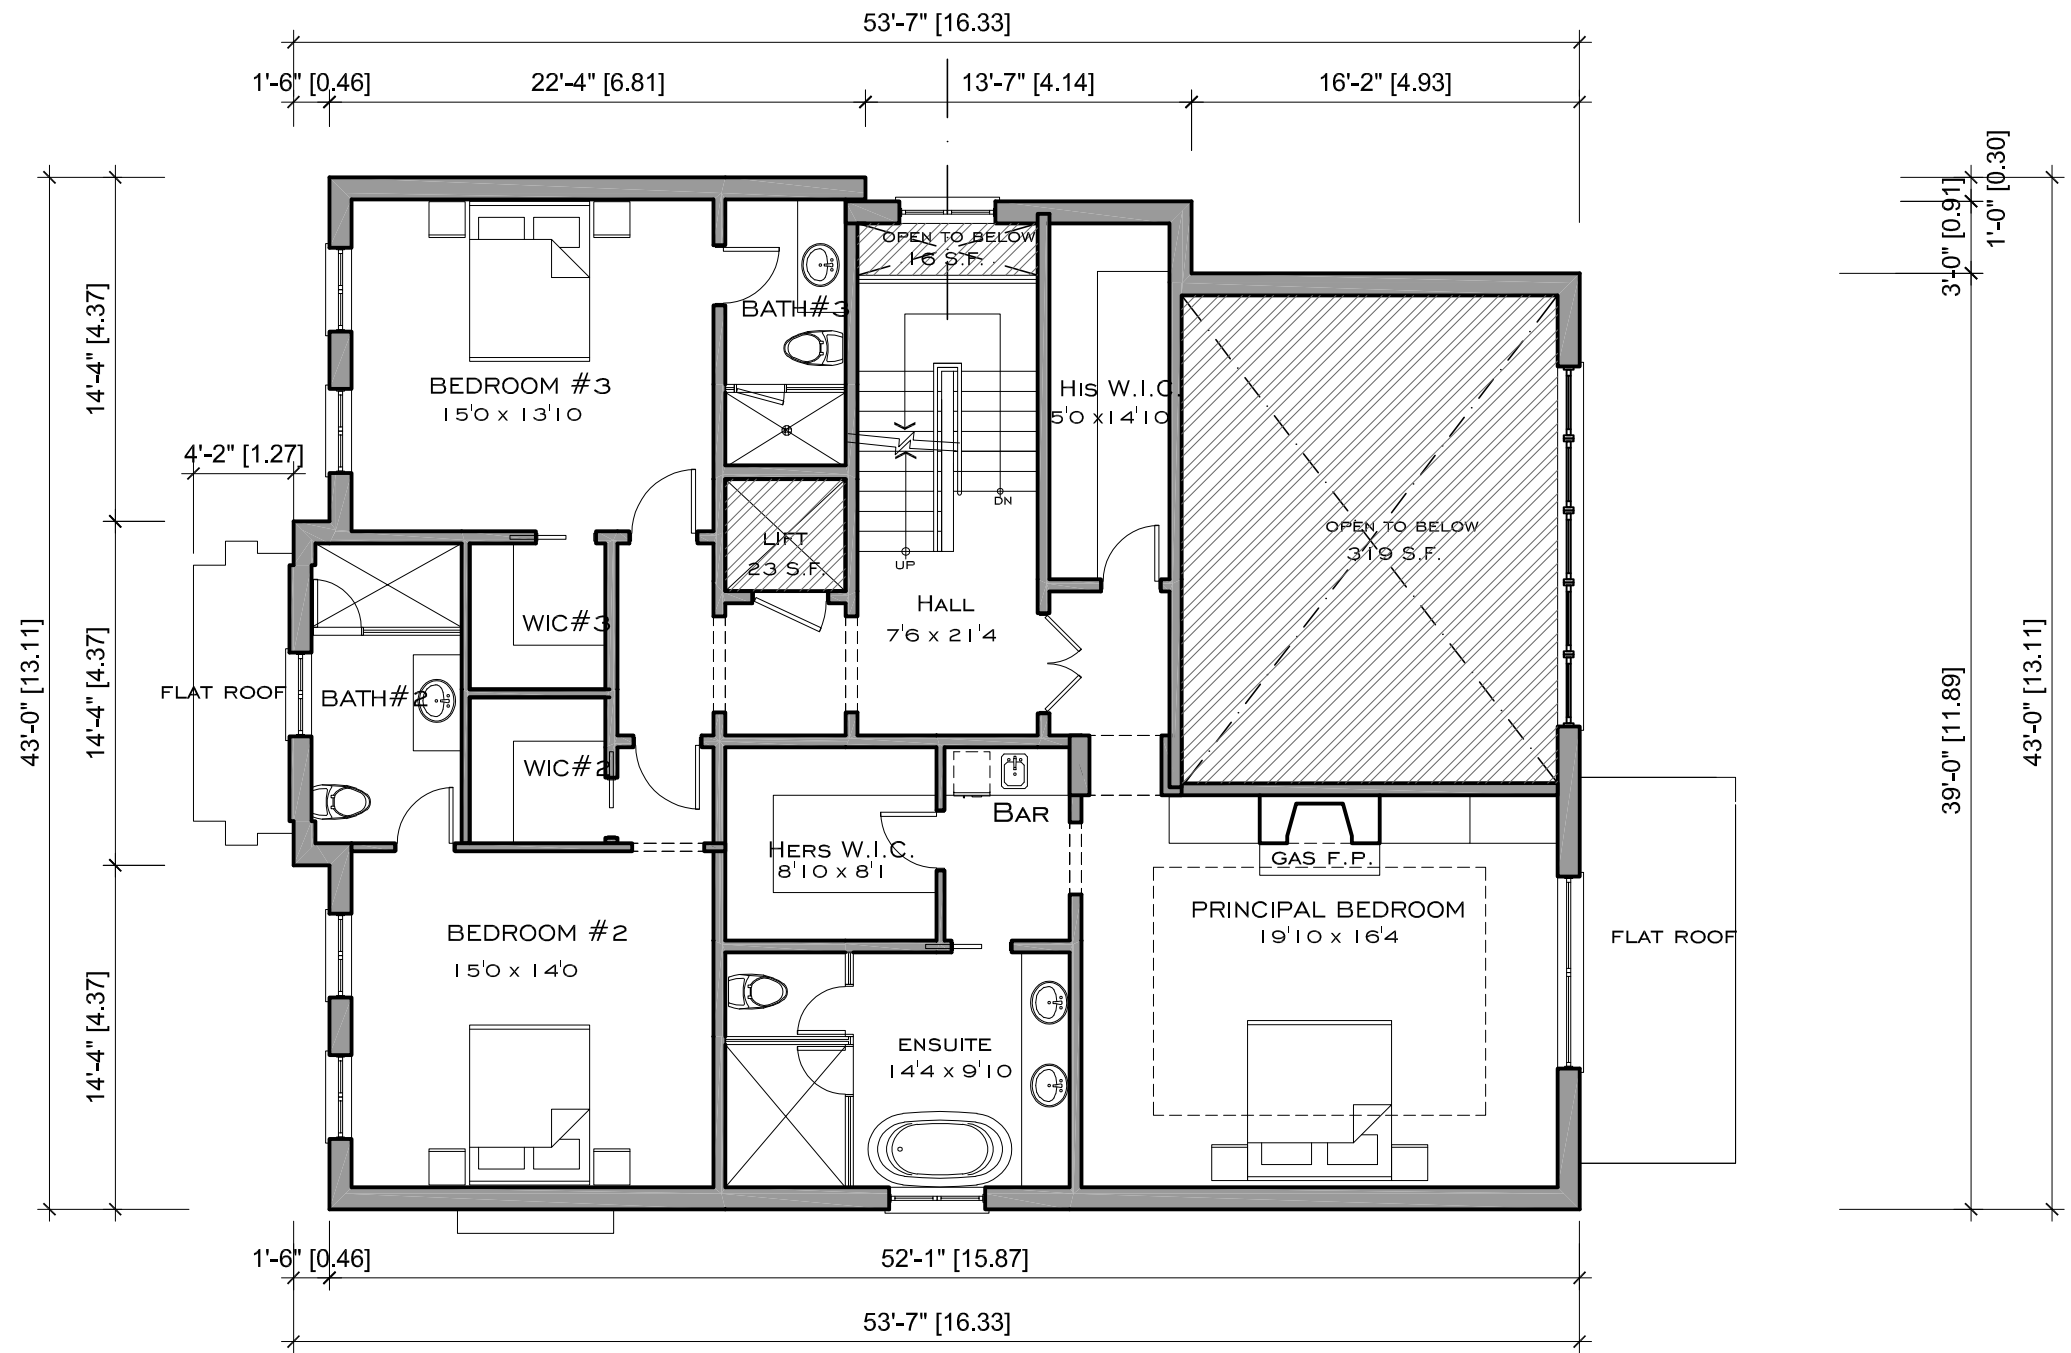 53'-7" [16.33]
1'-6" [0.46]
22'-4" [6.81]
13'-7" [4.14]
16'-2" [4.93]
1'-0" [0.30]
3'-0" [0.91]
43'-0" [13.11]
14'-4" [4.37]
14'-4" [4.37]
14'-4" [4.37]
4'-2" [1.27]
39'-0" [11.89]
43'-0" [13.11]
OPEN TO BELOW
16 S.F.
BATH#3
BEDROOM #3
15'0 x 13'10
HIS W.I.C.
5'0 x14'10
DN
UP
LIFT
23 S.F.
OPEN TO BELOW
319 S.F.
HALL
7'6 x 21'4
WIC#3
FLAT ROOF
BATH#2
WIC#2
BAR
HERS W.I.C.
8'10 x 8'1
GAS F.P.
BEDROOM #2
15'0 x 14'0
PRINCIPAL BEDROOM
19'10 x 16'4
FLAT ROOF
ENSUITE
14'4 x 9'10
1'-6" [0.46]
52'-1" [15.87]
53'-7" [16.33]